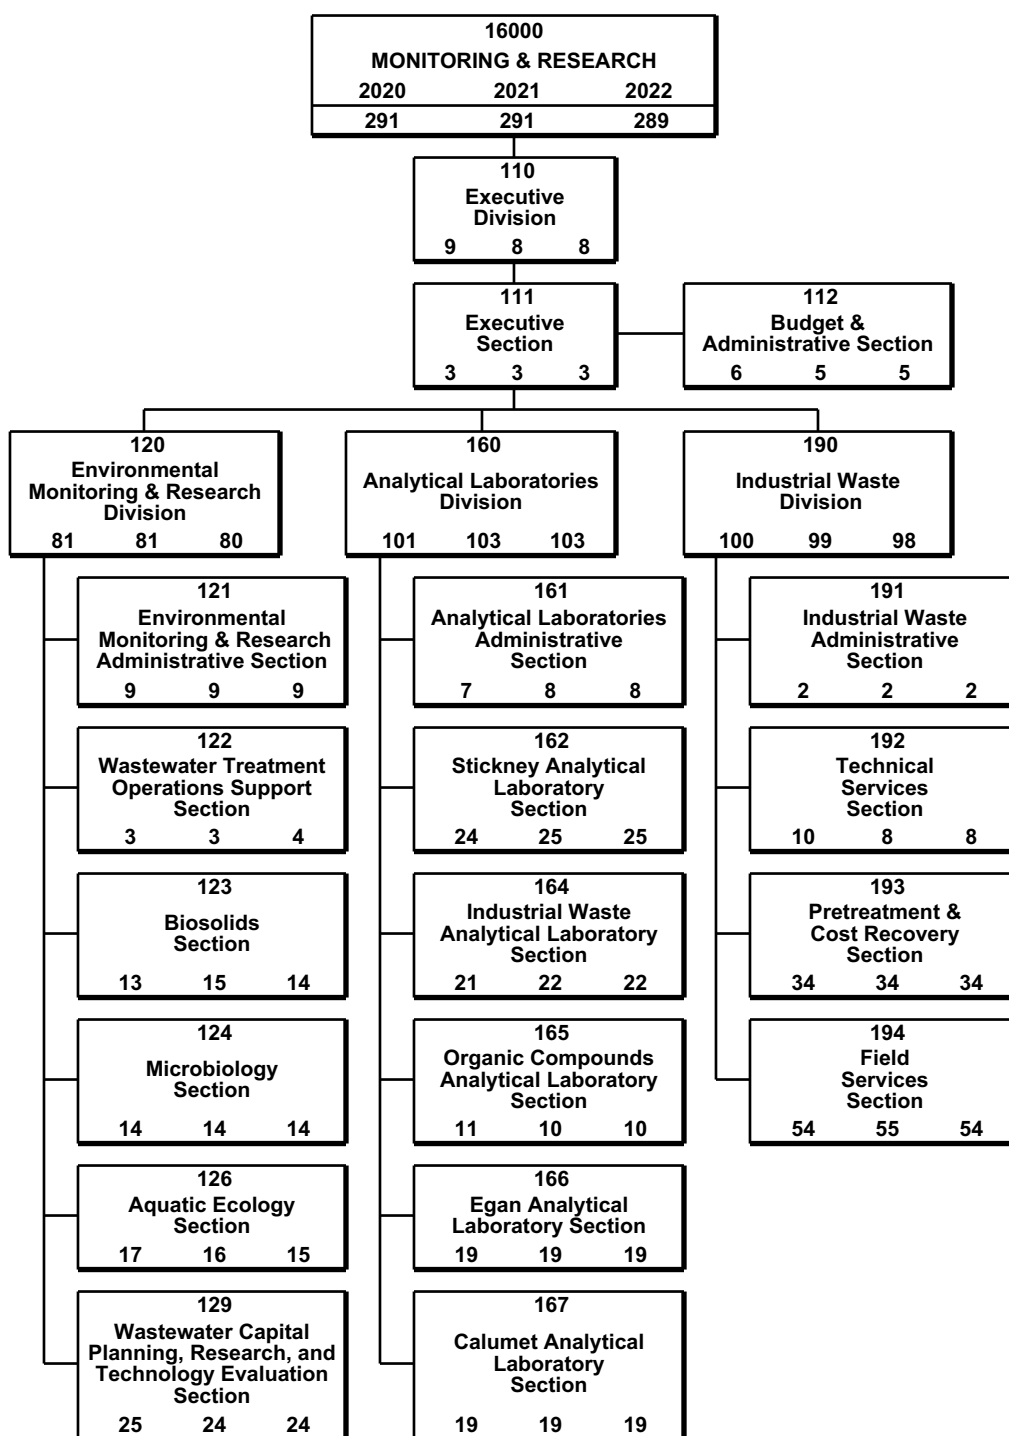 16000
MONITORING & RESEARCH
2020 2021 2022
291 291 289
110
Executive
Division
9 8 8
111
Executive
Section
3 3 3
112
Budget &
Administrative Section
6 5 5
120
Environmental
Monitoring & Research
Division
81 81 80
160
Analytical Laboratories
Division
101 103 103
190
Industrial Waste
Division
100 99 98
121
Environmental
Monitoring & Research
Administrative Section
9 9 9
122
Wastewater Treatment
Operations Support
Section
3 3 4
123
Biosolids
Section
13 15 14
124
Microbiology
Section
14 14 14
126
Aquatic Ecology
Section
17 16 15
129
Wastewater Capital
Planning, Research, and
Technology Evaluation
Section
25 24 24
161
Analytical Laboratories
Administrative
Section
7 8 8
162
Stickney Analytical
Laboratory
Section
24 25 25
164
Industrial Waste
Analytical Laboratory
Section
21 22 22
165
Organic Compounds
Analytical Laboratory
Section
11 10 10
166
Egan Analytical
Laboratory Section
19 19 19
167
Calumet Analytical
Laboratory
Section
19 19 19
191
Industrial Waste
Administrative
Section
2 2 2
192
Technical
Services
Section
10 8 8
193
Pretreatment &
Cost Recovery
Section
34 34 34
194
Field
Services
Section
54 55 54